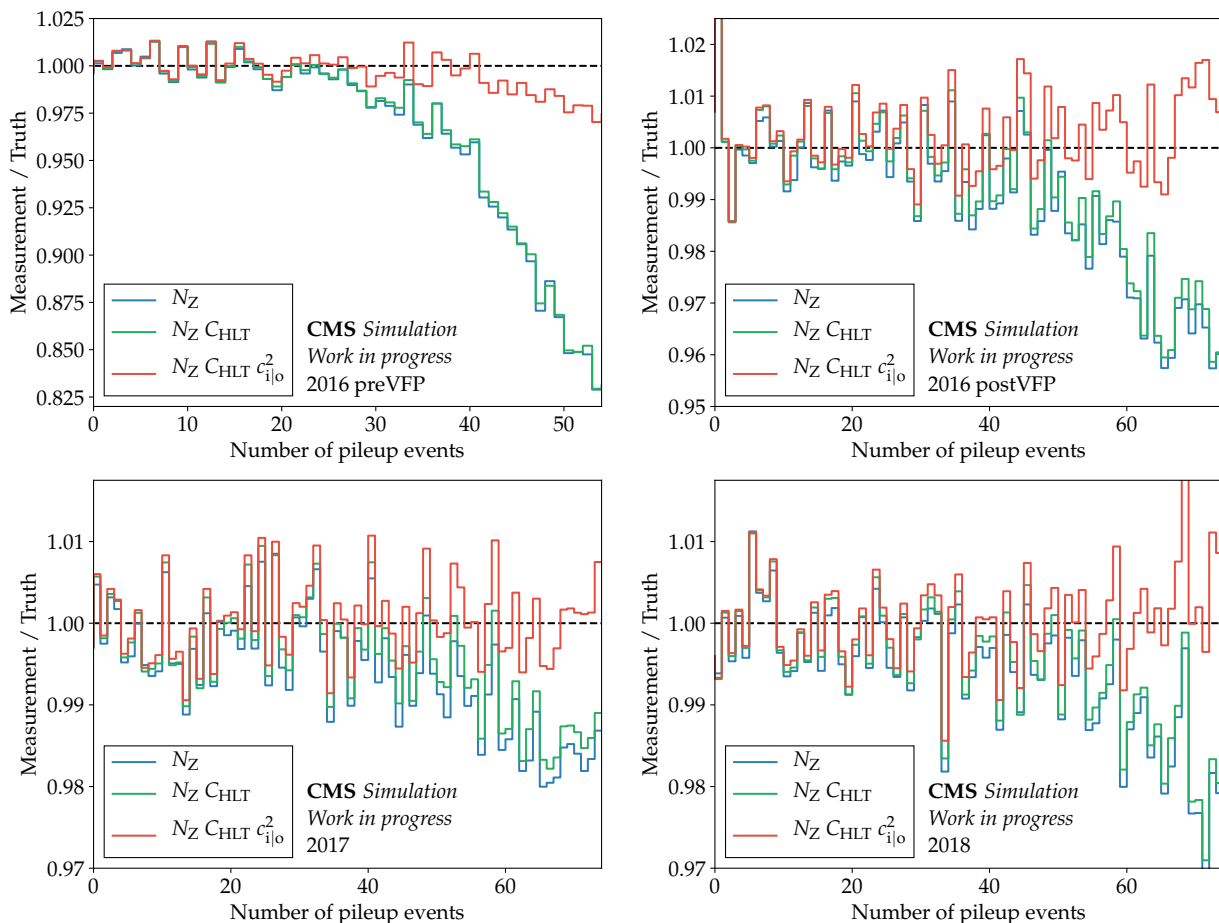 1.025
1.000
0.975
0.950
0.925
0.900
0.875
0.850
0.825
Measurement / Truth
N_Z
N_Z C_HLT
N_Z C_HLT c²_i|o
CMS Simulation
Work in progress
2016 preVFP
0 10 20 30 40 50
Number of pileup events
1.02
1.01
1.00
0.99
0.98
0.97
0.96
0.95
Measurement / Truth
N_Z
N_Z C_HLT
N_Z C_HLT c²_i|o
CMS Simulation
Work in progress
2016 postVFP
0 20 40 60
Number of pileup events
1.01
1.00
0.99
0.98
0.97
Measurement / Truth
N_Z
N_Z C_HLT
N_Z C_HLT c²_i|o
CMS Simulation
Work in progress
2017
0 20 40 60
Number of pileup events
1.01
1.00
0.99
0.98
0.97
Measurement / Truth
N_Z
N_Z C_HLT
N_Z C_HLT c²_i|o
CMS Simulation
Work in progress
2018
0 20 40 60
Number of pileup events